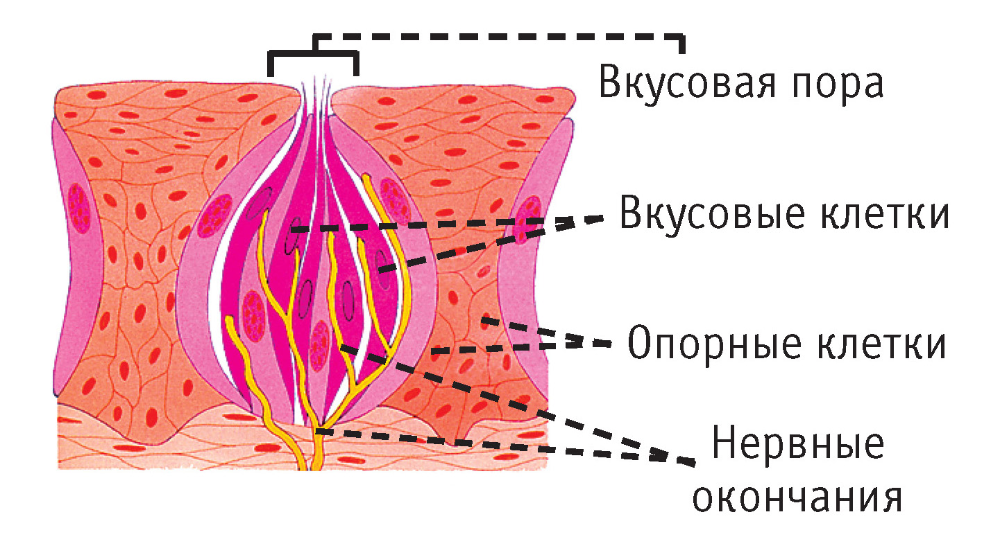 Вкусовая пора
Вкусовые клетки
Опорные клетки
Нервные
окончания